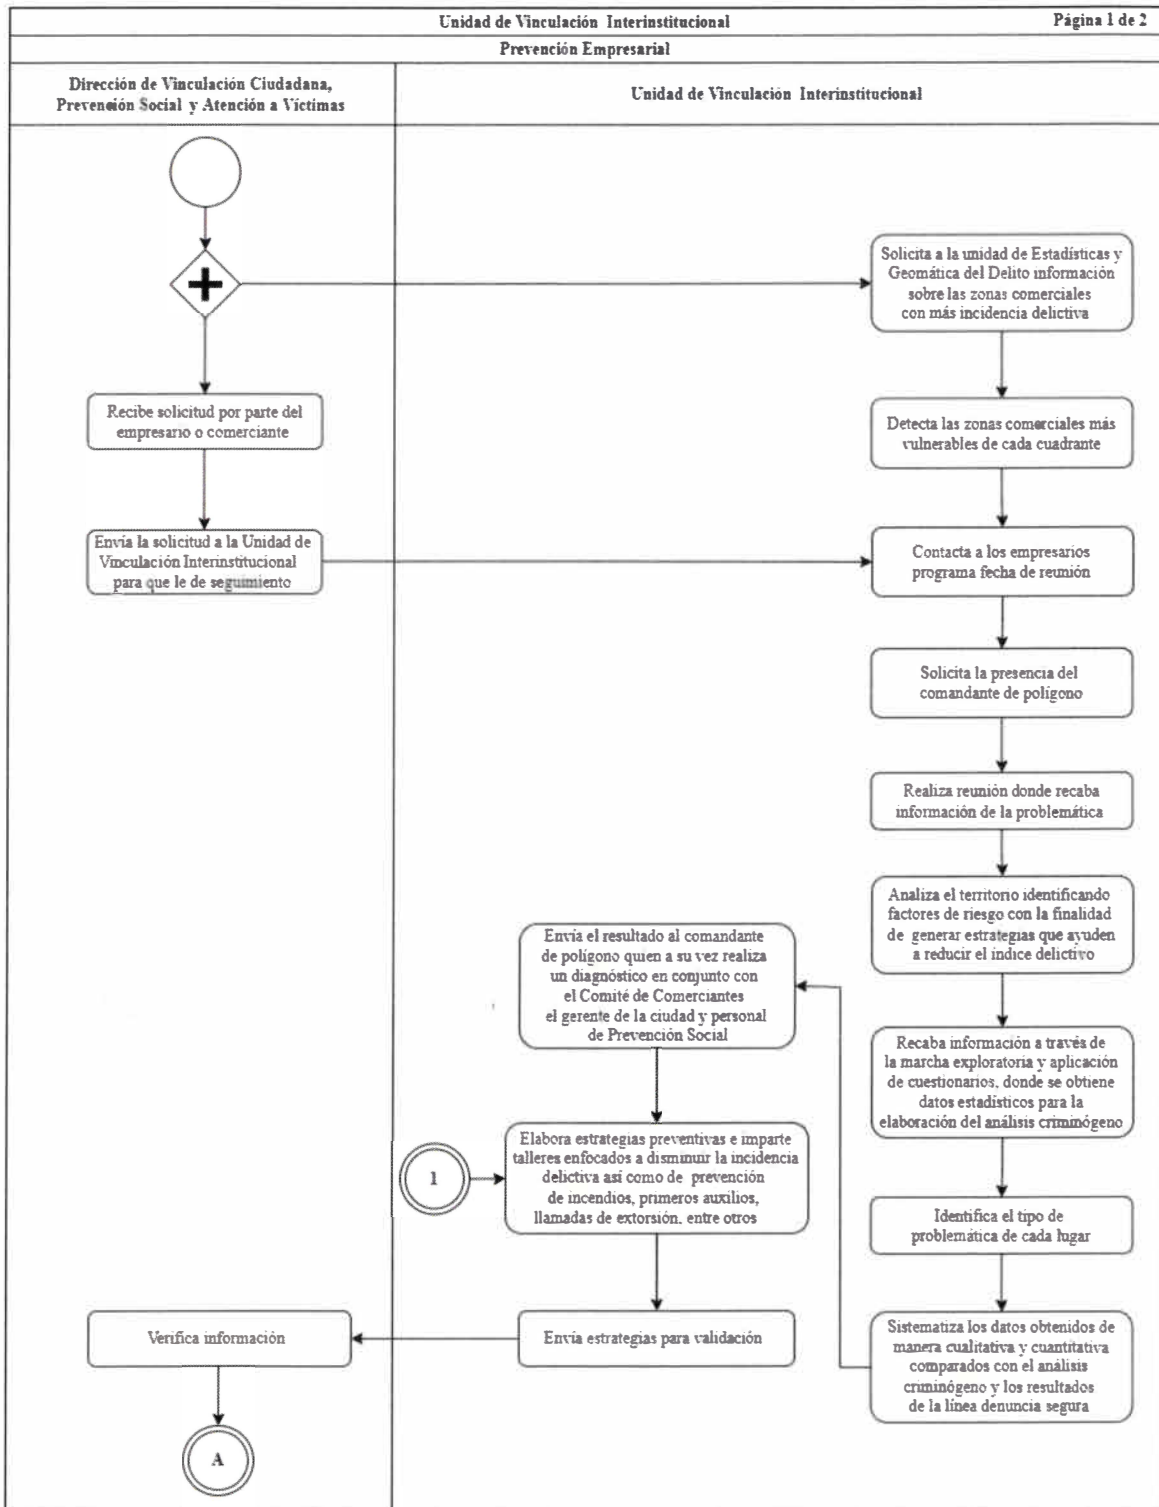 Unidad de Vinculación Interinstitucional
Página 1 de 2
Prevención Empresarial
Dirección de Vinculación Ciudadana,
Prevención Social y Atención a Víctimas
Unidad de Vinculación Interinstitucional
Solicita a la unidad de Estadísticas y
Geomática del Delito información
sobre las zonas comerciales
con más incidencia delictiva
Recibe solicitud por parte del
empresario o comerciante
Detecta las zonas comerciales más
vulnerables de cada cuadrante
Envía la solicitud a la Unidad de
Vinculación Interinstitucional
para que le de seguimiento
Contacta a los empresarios
programa fecha de reunión
Solicita la presencia del
comandante de polígono
Realiza reunión donde recaba
información de la problemática
Analiza el territorio identificando
factores de riesgo con la finalidad
de generar estrategias que ayuden
a reducir el índice delictivo
Envía el resultado al comandante
de polígono quien a su vez realiza
un diagnóstico en conjunto con
el Comité de Comerciantes
el gerente de la ciudad y personal
de Prevención Social
Recaba información a través de
la marcha exploratoria y aplicación
de cuestionarios, donde se obtiene
datos estadísticos para la
elaboración del análisis criminógeno
1
Elabora estrategias preventivas e imparte
talleres enfocados a disminuir la incidencia
delictiva así como de prevención
de incendios, primeros auxilios,
llamadas de extorsión, entre otros
Identifica el tipo de
problemática de cada lugar
Verifica información
Envía estrategias para validación
Sistematiza los datos obtenidos de
manera cualitativa y cuantitativa
comparados con el análisis
criminógeno y los resultados
de la línea denuncia segura
A